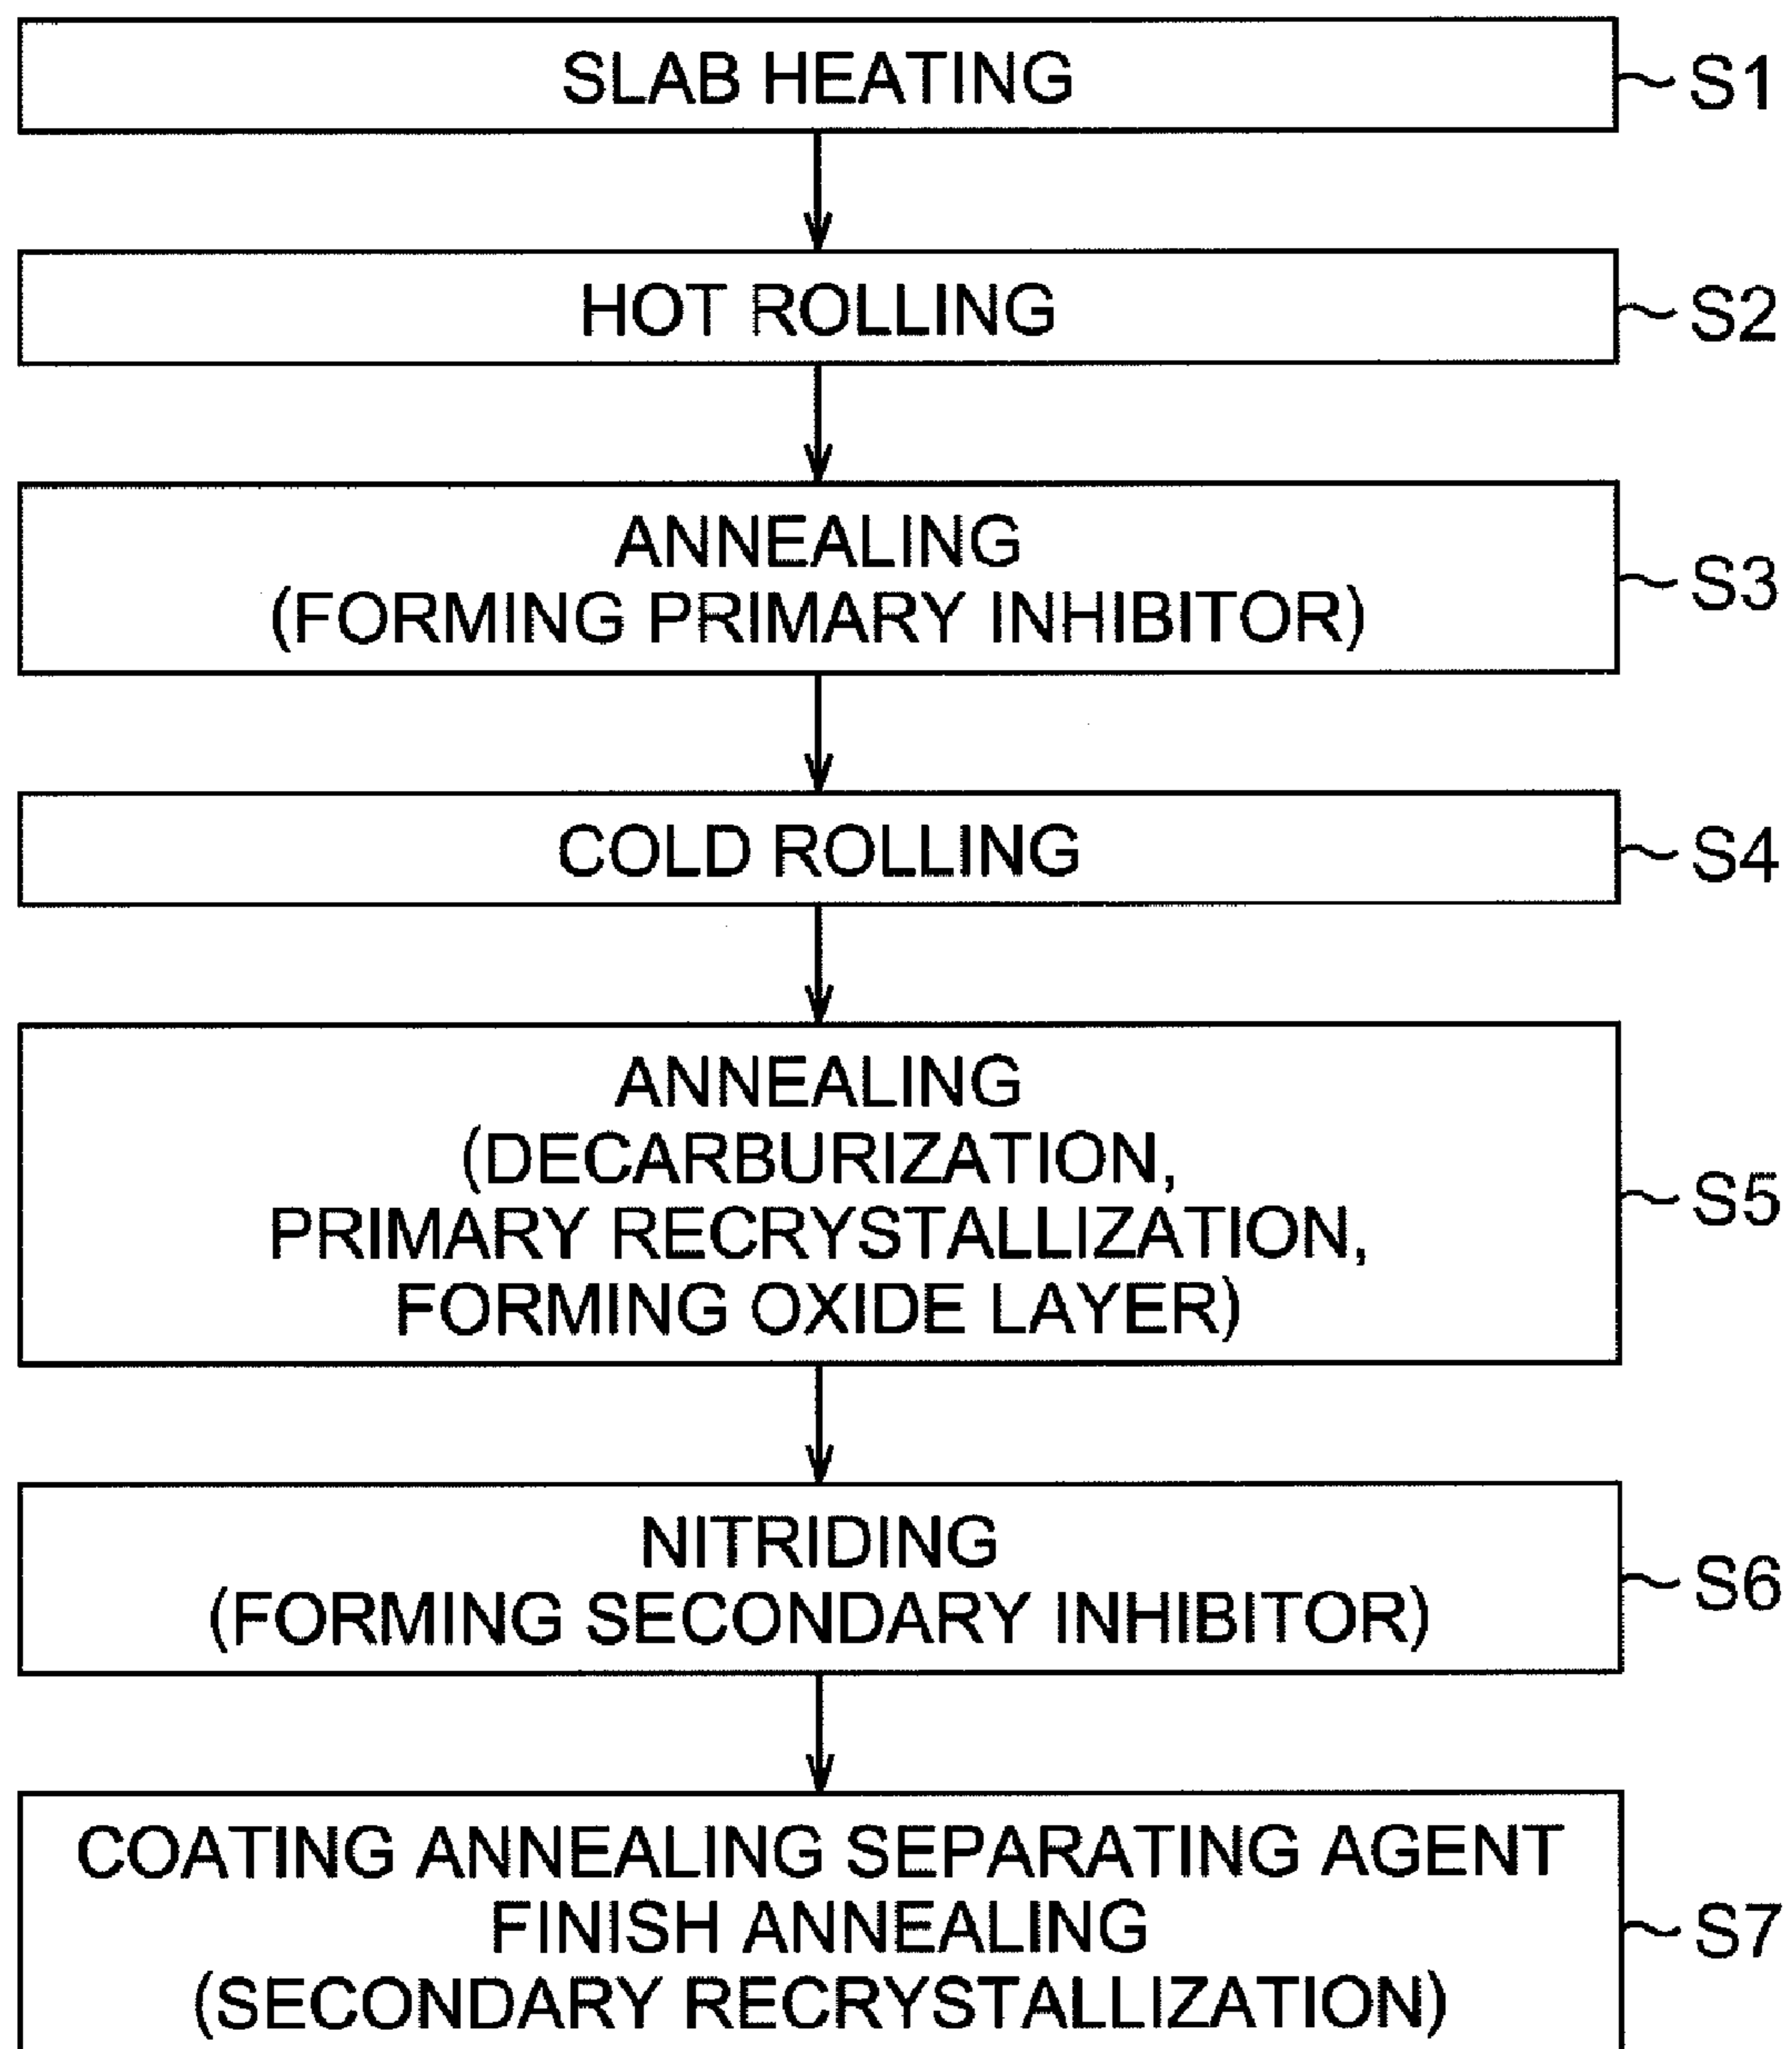 SLAB HEATING
S1
HOT ROLLING
S2
ANNEALING
(FORMING PRIMARY INHIBITOR)
S3
COLD ROLLING
S4
ANNEALING
(DECARBURIZATION,
PRIMARY RECRYSTALLIZATION,
FORMING OXIDE LAYER)
S5
NITRIDING
(FORMING SECONDARY INHIBITOR)
S6
COATING ANNEALING SEPARATING AGENT
FINISH ANNEALING
(SECONDARY RECRYSTALLIZATION)
S7